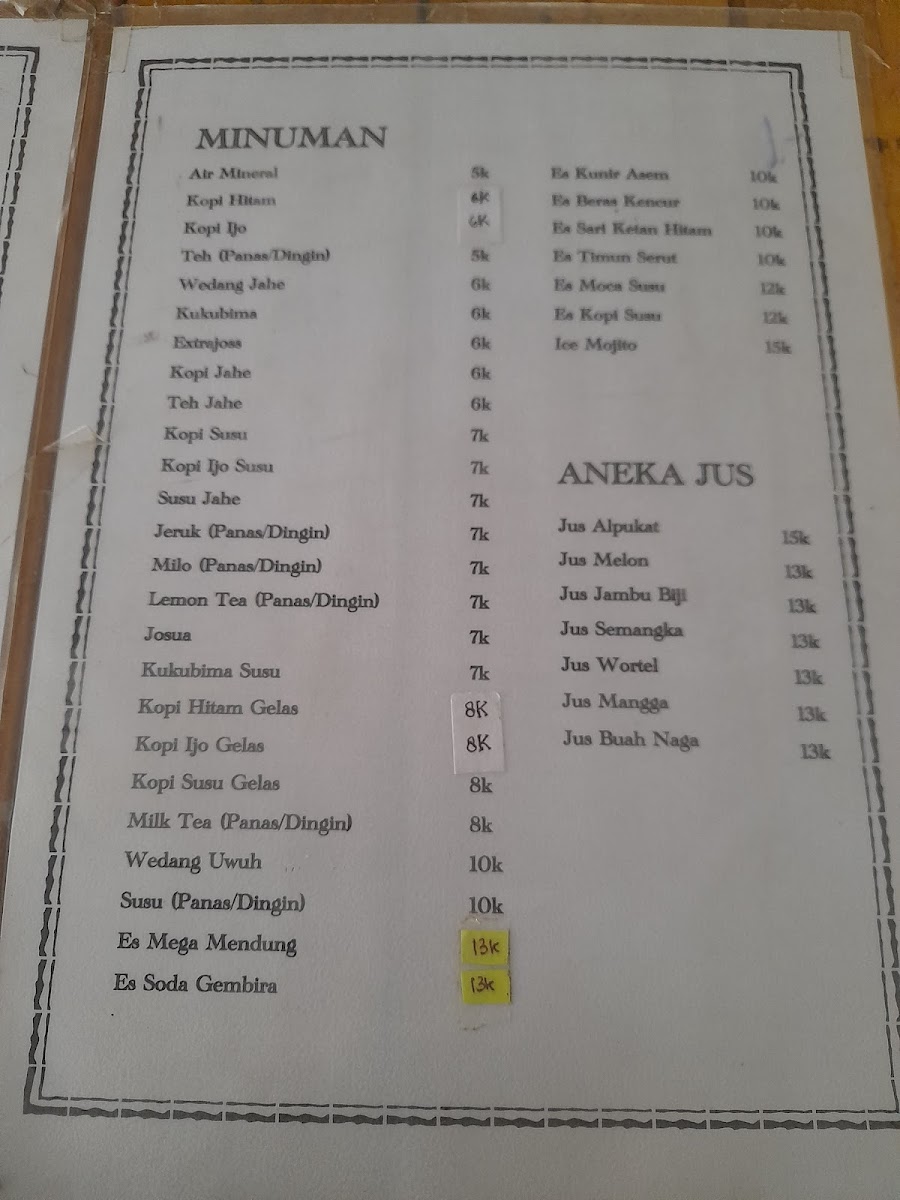 MINUMAN
Air Mineral 5k
Kopi Hitam 6K
Kopi Ijo 6K
Teh (Panas/Dingin) 5k
Wedang Jahe 6k
Kukubima 6k
Extrajoss 6k
Kopi Jahe 6k
Teh Jahe 6k
Kopi Susu 7k
Kopi Ijo Susu 7k
Susu Jahe 7k
Jeruk (Panas/Dingin) 7k
Milo (Panas/Dingin) 7k
Lemon Tea (Panas/Dingin) 7k
Josua 7k
Kukubima Susu 7k
Kopi Hitam Gelas 8K
Kopi Ijo Gelas 8K
Kopi Susu Gelas 8k
Milk Tea (Panas/Dingin) 8k
Wedang Uwuh 10k
Susu (Panas/Dingin) 10k
Es Mega Mendung 13k
Es Soda Gembira 13k
Es Kunir Asem 10k
Es Beras Kencur 10k
Es Sari Ketan Hitam 10k
Es Timun Serut 10k
Es Moca Susu 12k
Es Kopi Susu 12k
Ice Mojito 15k
ANEKA JUS
Jus Alpukat 15k
Jus Melon 13k
Jus Jambu Biji 13k
Jus Semangka 13k
Jus Wortel 13k
Jus Mangga 13k
Jus Buah Naga 13k